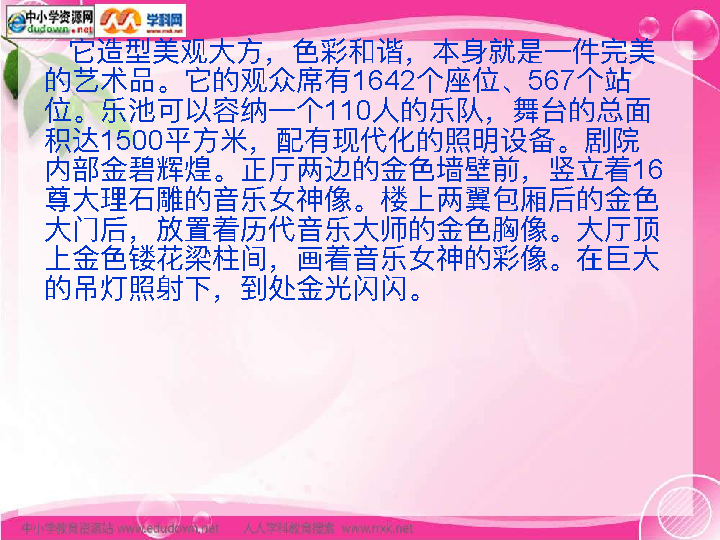 中小学资源网
edudown.net
学科网
www.nxk.net
它造型美观大方，色彩和谐，本身就是一件完美
的艺术品。它的观众席有1642个座位、567个站
位。乐池可以容纳一个110人的乐队，舞台的总面
积达1500平方米，配有现代化的照明设备。剧院
内部金碧辉煌。正厅两边的金色墙壁前，竖立着16
尊大理石雕的音乐女神像。楼上两翼包厢后的金色
大门后，放置着历代音乐大师的金色胸像。大厅顶
上金色镂花梁柱间，画着音乐女神的彩像。在巨大
的吊灯照射下，到处金光闪闪。
中小学教育资源站 www.edudown.net 人人学科教育搜索 www.nxk.net